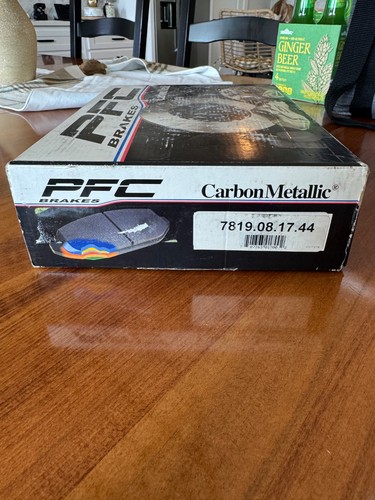 GINGER
BEER
PFC
BRAKES
PFC
BRAKES
CarbonMetallic®
7819.08.17.44